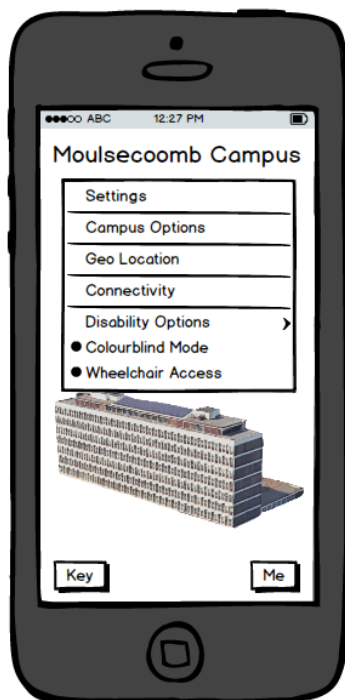 ABC 12:27 PM
Moulsecoomb Campus
Settings
Campus Options
Geo Location
Connectivity
Disability Options
Colourblind Mode
Wheelchair Access
Key Me